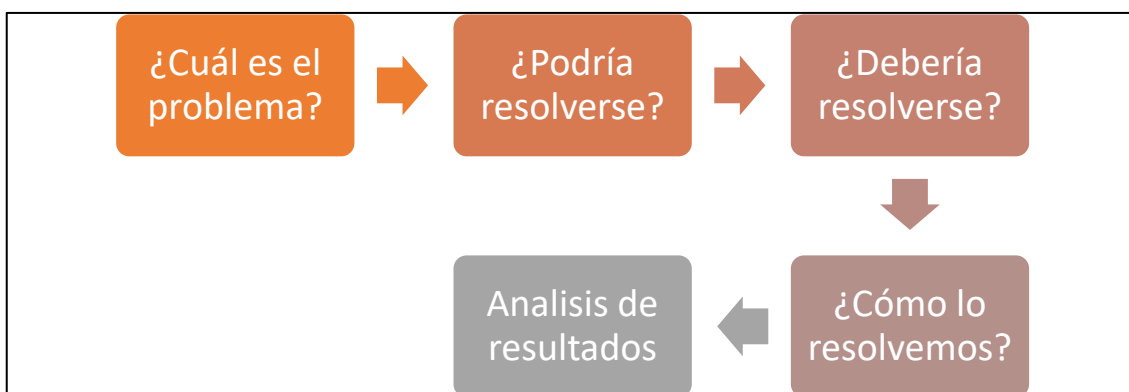 ¿Cuál es el
problema?
¿Podría
resolverse?
¿Debería
resolverse?
¿Cómo lo
resolvemos?
Analisis de
resultados